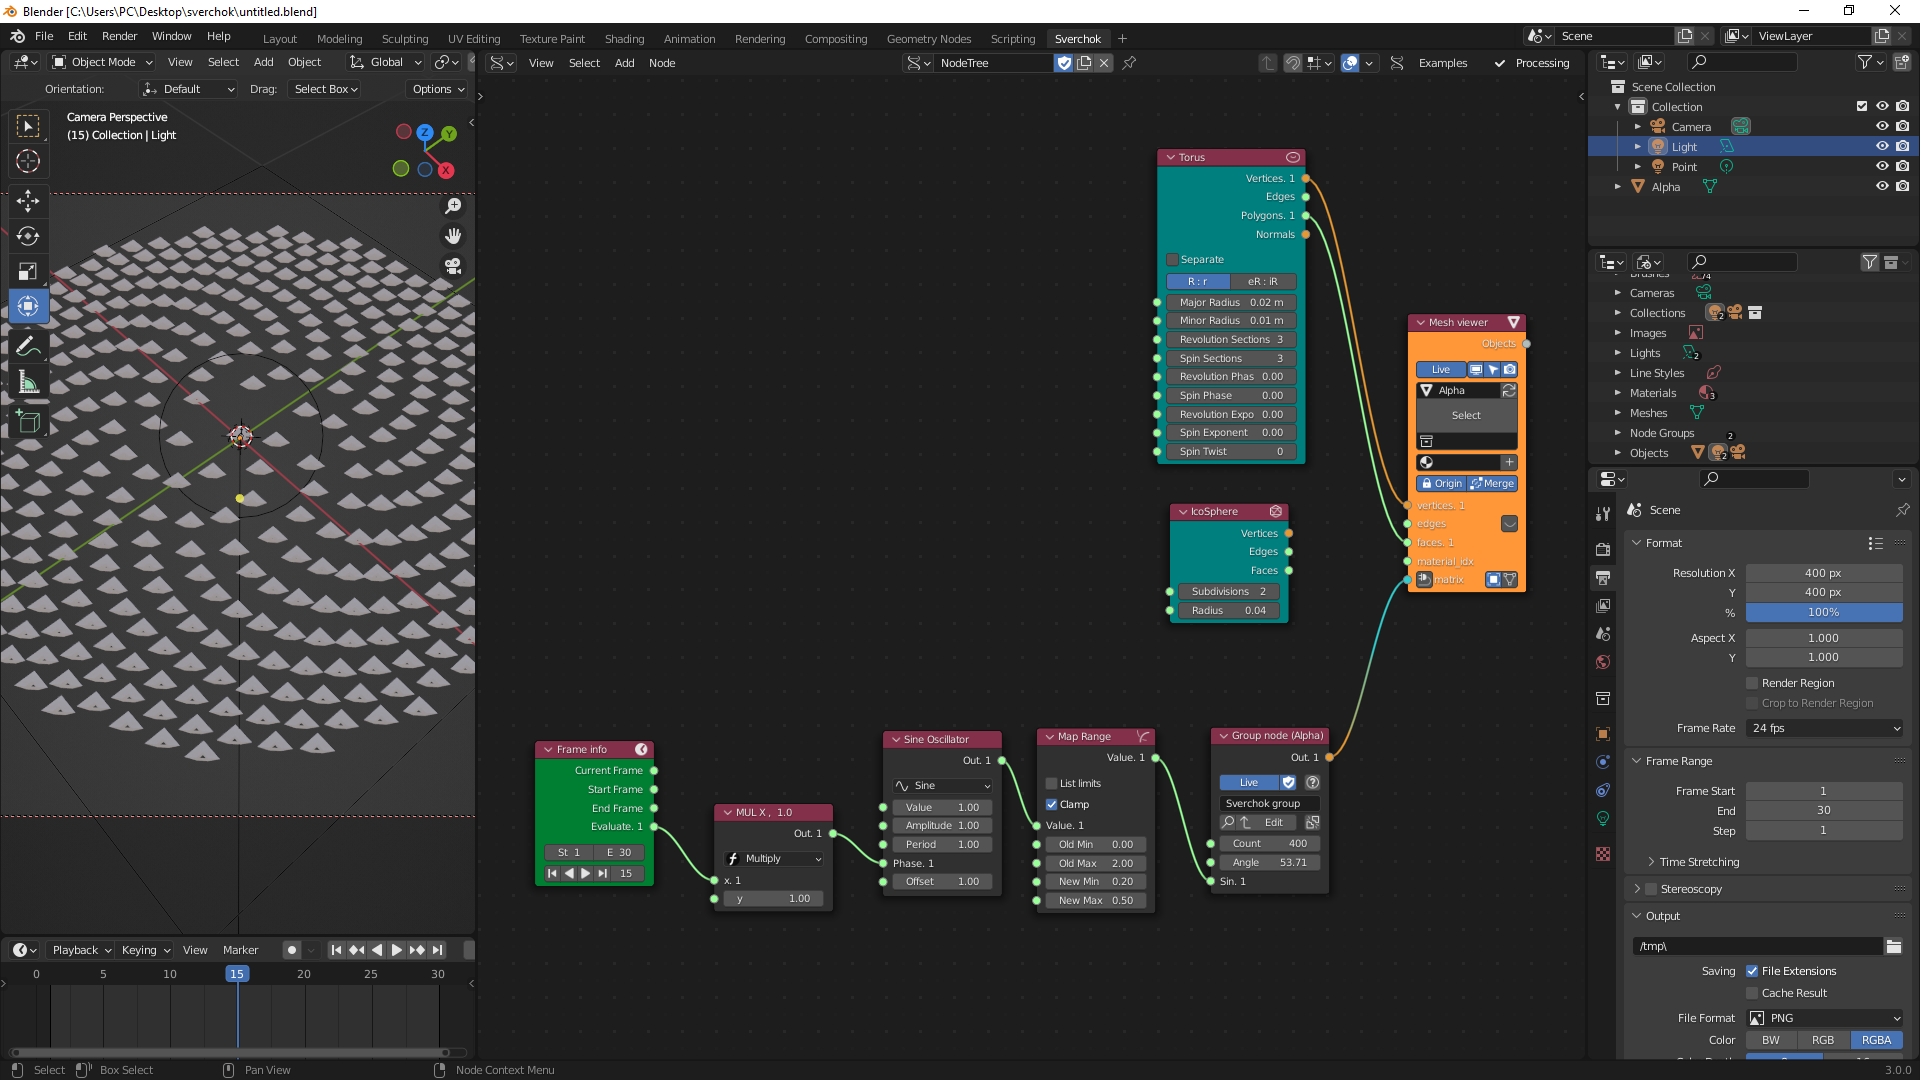 Blender [C:\Users\PC\Desktop\sverchok\untitled.blend]
File Edit Render Window Help
Layout Modeling Sculpting UV Editing Texture Paint Shading Animation Rendering Compositing Geometry Nodes Scripting Sverchok
Scene
ViewLayer
Object Mode View Select Add Object Global
View Select Add Node
NodeTree
Examples
Processing
Orientation: Default Drag: Select Box Options
Camera Perspective
(15) Collection | Light
Z
Y
X
Torus
Vertices. 1
Edges
Polygons. 1
Normals
Separate
R : r eR : iR
Major Radius 0.02 m
Minor Radius 0.01 m
Revolution Sections 3
Spin Sections 3
Revolution Phas 0.00
Spin Phase 0.00
Revolution Expo 0.00
Spin Exponent 0.00
Spin Twist 0
IcoSphere
Vertices
Edges
Faces
Subdivisions 2
Radius 0.04
Mesh viewer
Objects
Live
Alpha
Select
Origin Merge
vertices. 1
edges
faces. 1
material_idx
matrix
Frame info
Current Frame
Start Frame
End Frame
Evaluate. 1
St 1 E 30
15
MUL X , 1.0
Out. 1
Multiply
x. 1
y 1.00
Sine Oscillator
Out. 1
Sine
Value 1.00
Amplitude 1.00
Period 1.00
Phase. 1
Offset 1.00
Map Range
Value. 1
List limits
Clamp
Value. 1
Old Min 0.00
Old Max 2.00
New Min 0.20
New Max 0.50
Group node (Alpha)
Out. 1
Live
Sverchok group
Edit
Count 400
Angle 53.71
Sin. 1
Scene Collection
Collection
Camera
Light
Point
Alpha
Cameras
Collections 2
Images
Lights 2
Line Styles
Materials 3
Meshes
Node Groups 2
Objects 2
Scene
Format
Resolution X 400 px
Y 400 px
% 100%
Aspect X 1.000
Y 1.000
Render Region
Crop to Render Region
Frame Rate 24 fps
Frame Range
Frame Start 1
End 30
Step 1
Time Stretching
Stereoscopy
Output
/tmp\
Saving File Extensions
Cache Result
File Format PNG
Color BW RGB RGBA
Playback Keying View Marker
0 5 10 15 20 25 30
Select Box Select Pan View Node Context Menu
3.0.0